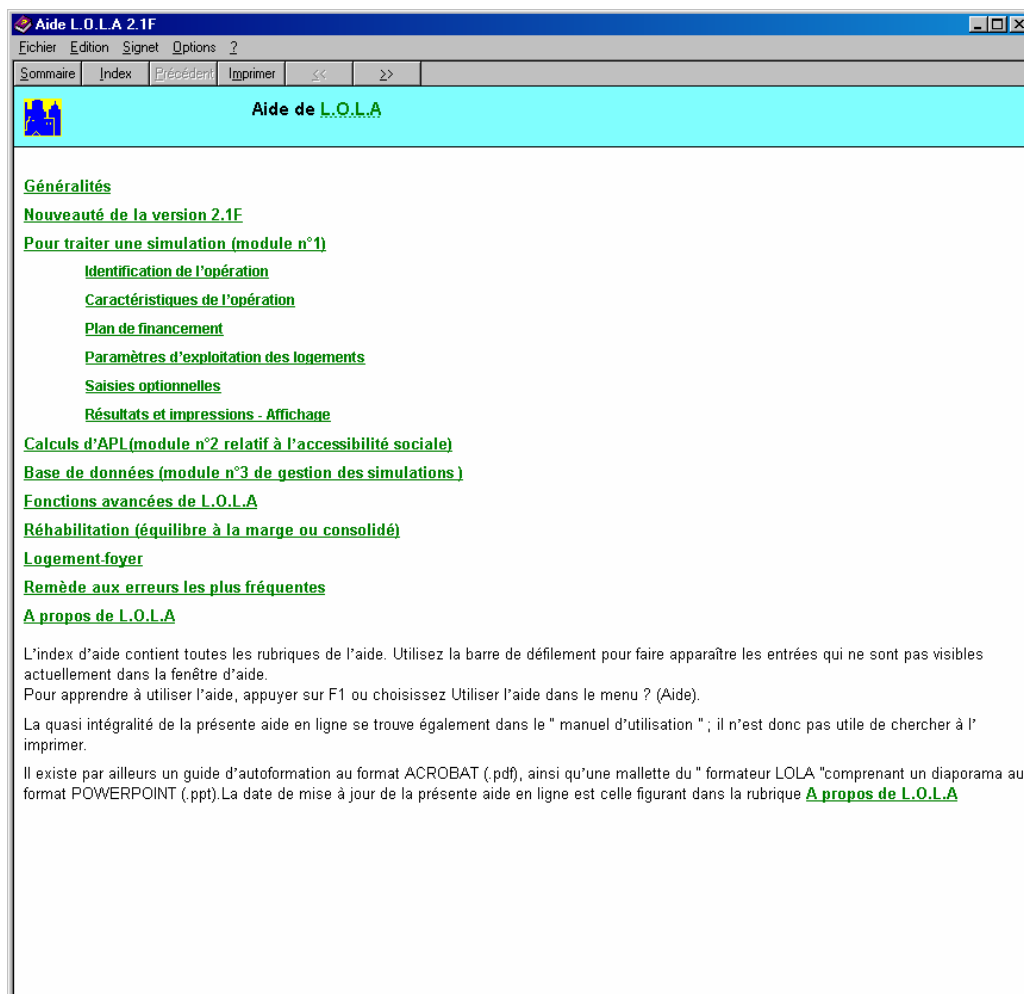 Aide L.O.L.A 2.1F
Fichier Edition Signet Options ?
Sommaire Index Précédent Imprimer << >>
Aide de L.O.L.A
Généralités
Nouveauté de la version 2.1F
Pour traiter une simulation (module n°1)
Identification de l'opération
Caractéristiques de l'opération
Plan de financement
Paramètres d'exploitation des logements
Saisies optionnelles
Résultats et impressions - Affichage
Calculs d'APL(module n°2 relatif à l'accessibilité sociale)
Base de données (module n°3 de gestion des simulations )
Fonctions avancées de L.O.L.A
Réhabilitation (équilibre à la marge ou consolidé)
Logement-foyer
Remède aux erreurs les plus fréquentes
A propos de L.O.L.A
L'index d'aide contient toutes les rubriques de l'aide. Utilisez la barre de défilement pour faire apparaître les entrées qui ne sont pas visibles
actuellement dans la fenêtre d'aide.
Pour apprendre à utiliser l'aide, appuyer sur F1 ou choisissez Utiliser l'aide dans le menu ? (Aide).
La quasi intégralité de la présente aide en ligne se trouve également dans le " manuel d'utilisation " ; il n'est donc pas utile de chercher à l'
imprimer.
Il existe par ailleurs un guide d'autoformation au format ACROBAT (.pdf), ainsi qu'une mallette du " formateur LOLA "comprenant un diaporama au
format POWERPOINT (.ppt).La date de mise à jour de la présente aide en ligne est celle figurant dans la rubrique A propos de L.O.L.A